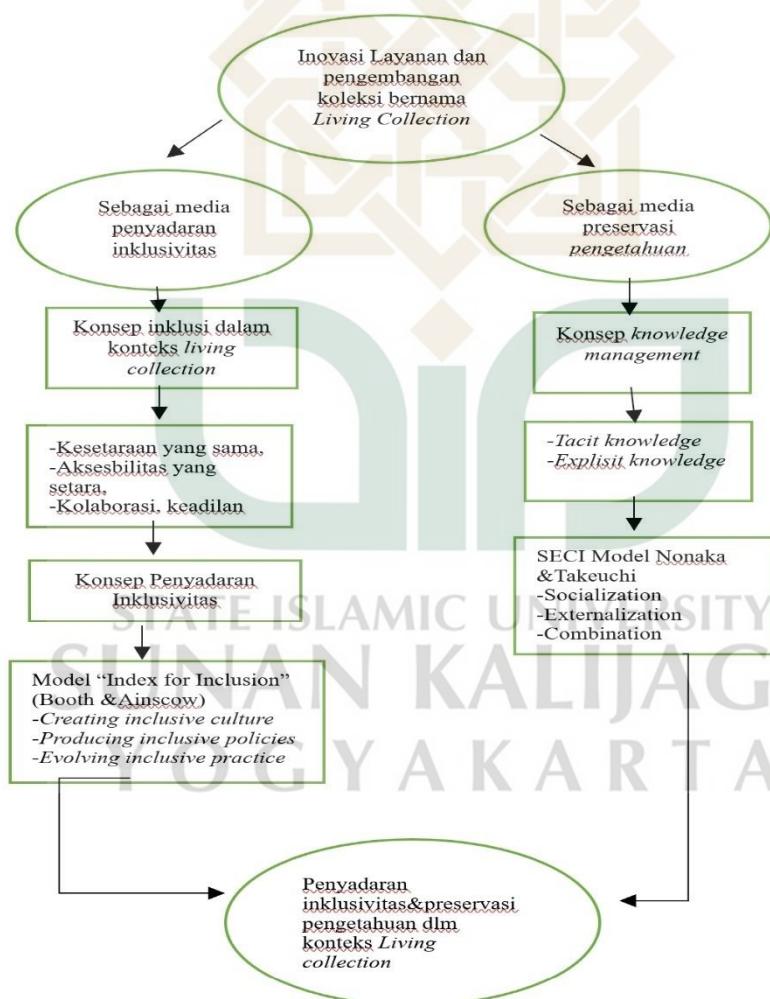 Inovasi Layanan dan
pengembangan
koleksi bernama
Living Collection
Sebagai media
penyadaran
inklusivitas
Sebagai media
preservasi
pengetahuan
Konsep inklusi dalam
konteks living
collection
Konsep knowledge
management
-Kesetaraan yang sama,
-Aksesbilitas yang
setara,
-Kolaborasi, keadilan
-Tacit knowledge
-Explisit knowledge
Konsep Penyadaran
Inklusivitas
SECI Model Nonaka
&Takeuchi
-Socialization
-Externalization
-Combination
Model “Index for Inclusion”
(Booth &Ainscow)
-Creating inclusive culture
-Producing inclusive policies
-Evolving inclusive practice
Penyadaran
inklusivitas&preservasi
pengetahuan dlm
konteks Living
collection
STATE ISLAMIC UNIVERSITY
SUNAN KALIJAG
YOGYAKARTA